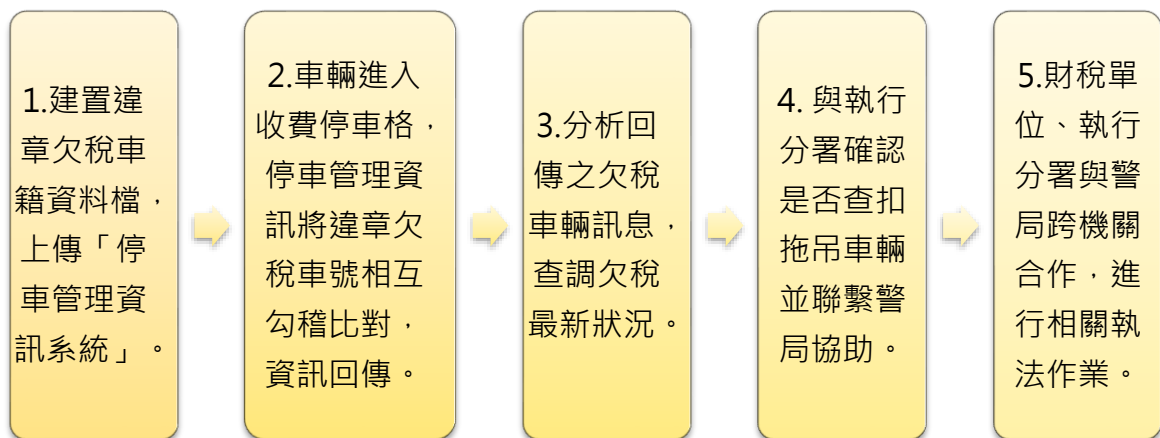 1.建置違
章欠稅車
籍資料檔，
上傳「停
車管理資
訊系統」。
2.車輛進入
收費停車格，
停車管理資
訊將違章欠
稅車號相互
勾稽比對，
資訊回傳。
3.分析回
傳之欠稅
車輛訊息，
查調欠稅
最新狀況。
4. 與執行
分署確認
是否查扣
拖吊車輛
並聯繫警
局協助。
5.財稅單
位、執行
分署與警
局跨機關
合作，進
行相關執
法作業。